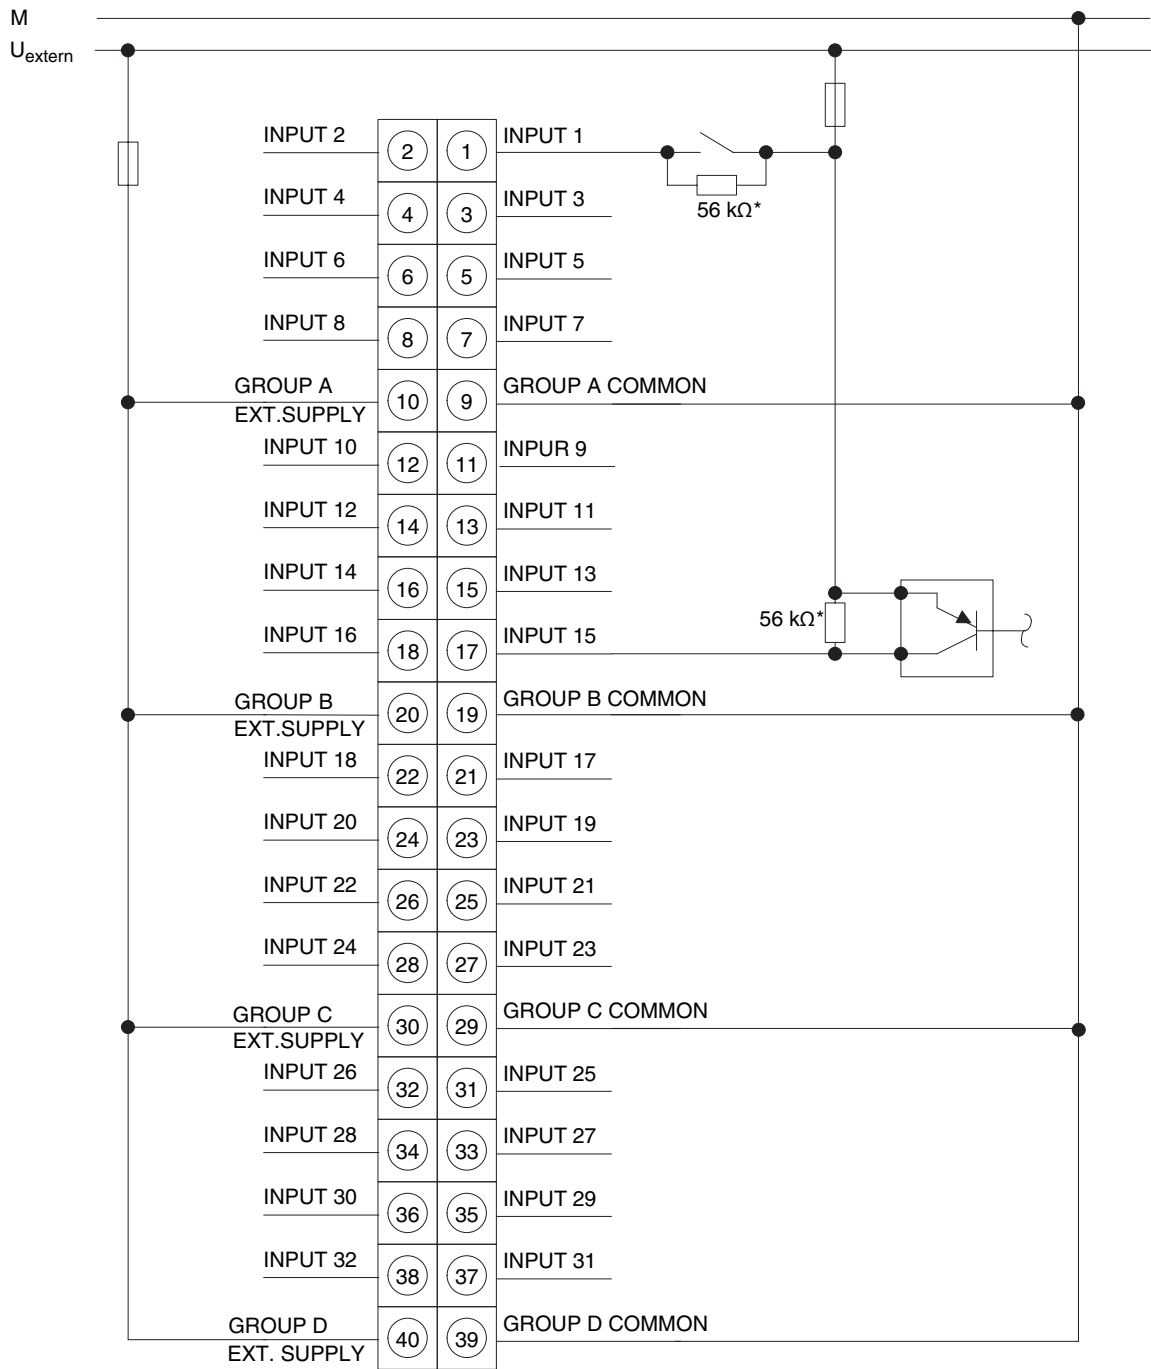 M
Uextern
INPUT 2 2 1 INPUT 1
56 kΩ*
INPUT 4 4 3 INPUT 3
INPUT 6 6 5 INPUT 5
INPUT 8 8 7 INPUT 7
GROUP A 10 9 GROUP A COMMON
EXT.SUPPLY
INPUT 10 12 11 INPUR 9
INPUT 12 14 13 INPUT 11
INPUT 14 16 15 INPUT 13
56 kΩ*
INPUT 16 18 17 INPUT 15
GROUP B 20 19 GROUP B COMMON
EXT.SUPPLY
INPUT 18 22 21 INPUT 17
INPUT 20 24 23 INPUT 19
INPUT 22 26 25 INPUT 21
INPUT 24 28 27 INPUT 23
GROUP C 30 29 GROUP C COMMON
EXT.SUPPLY
INPUT 26 32 31 INPUT 25
INPUT 28 34 33 INPUT 27
INPUT 30 36 35 INPUT 29
INPUT 32 38 37 INPUT 31
GROUP D 40 39 GROUP D COMMON
EXT. SUPPLY